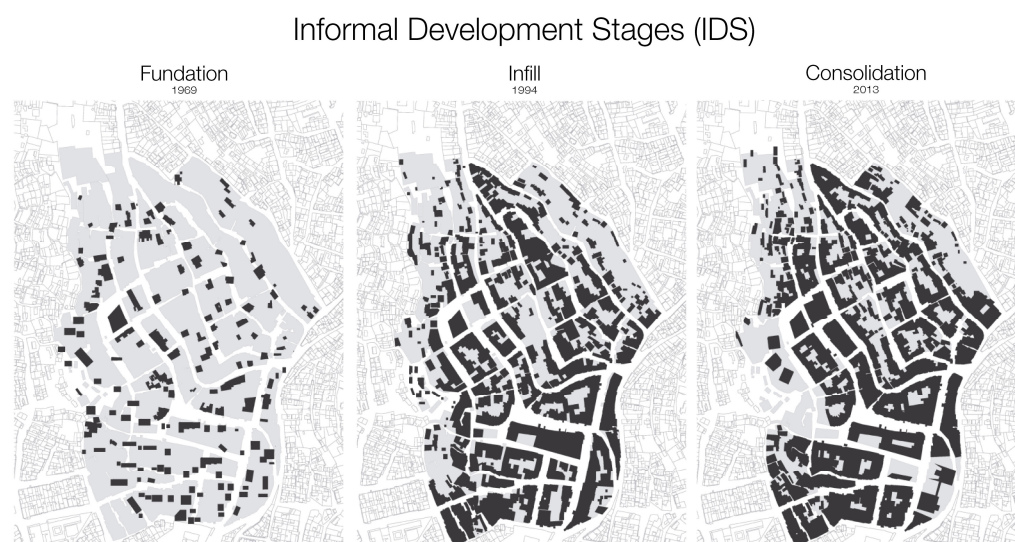 Informal Development Stages (IDS)
Fundation
1969
Infill
1994
Consolidation
2013